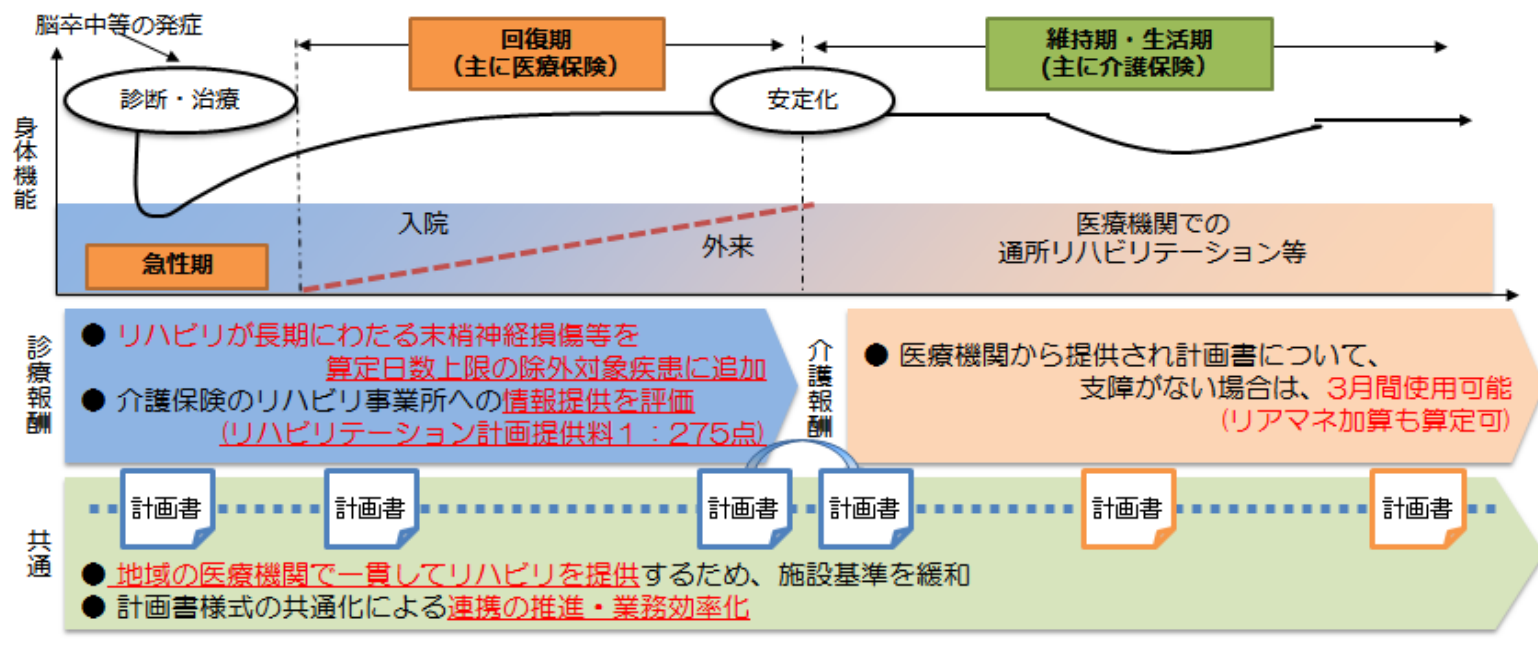 脳卒中等の発症
回復期
（主に医療保険）
維持期・生活期
(主に介護保険）
診断・治療
安定化
身体機能
入院
外来
医療機関での
通所リハビリテーション等
急性期
診療報酬
● リハビリが長期にわたる末梢神経損傷等を
算定日数上限の除外対象疾患に追加
● 介護保険のリハビリ事業所への情報提供を評価
(リハビリテーション計画提供料１：275点)
介護報酬
● 医療機関から提供され計画書について、
支障がない場合は、3月間使用可能
(リアマネ加算も算定可)
共通
計画書
計画書
計画書
計画書
計画書
計画書
● 地域の医療機関で一貫してリハビリを提供するため、施設基準を緩和
● 計画書様式の共通化による連携の推進・業務効率化